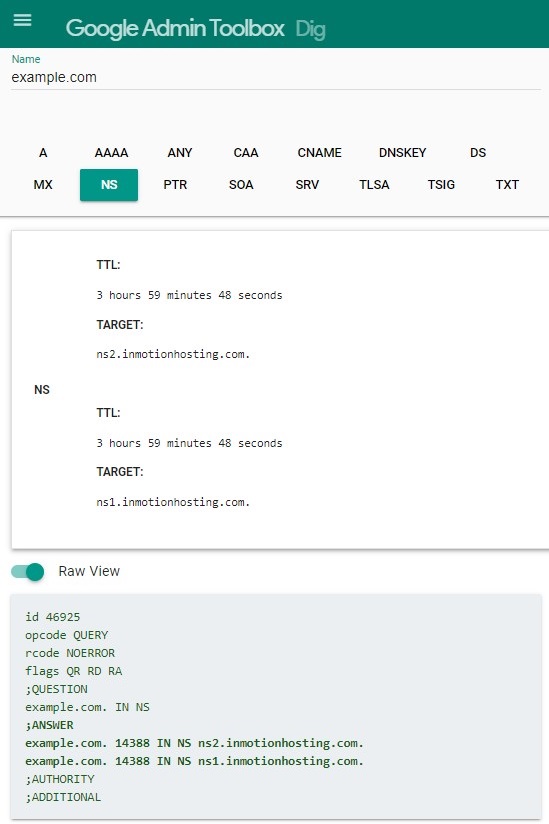 Google Admin Toolbox Dig
Name
example.com
A AAAA ANY CAA CNAME DNSKEY DS
MX NS PTR SOA SRV TLSA TSIG TXT
TTL:
3 hours 59 minutes 48 seconds
TARGET:
ns2.inmotionhosting.com.
NS
TTL:
3 hours 59 minutes 48 seconds
TARGET:
ns1.inmotionhosting.com.
Raw View
id 46925
opcode QUERY
rcode NOERROR
flags QR RD RA
;QUESTION
example.com. IN NS
;ANSWER
example.com. 14388 IN NS ns2.inmotionhosting.com.
example.com. 14388 IN NS ns1.inmotionhosting.com.
;AUTHORITY
;ADDITIONAL